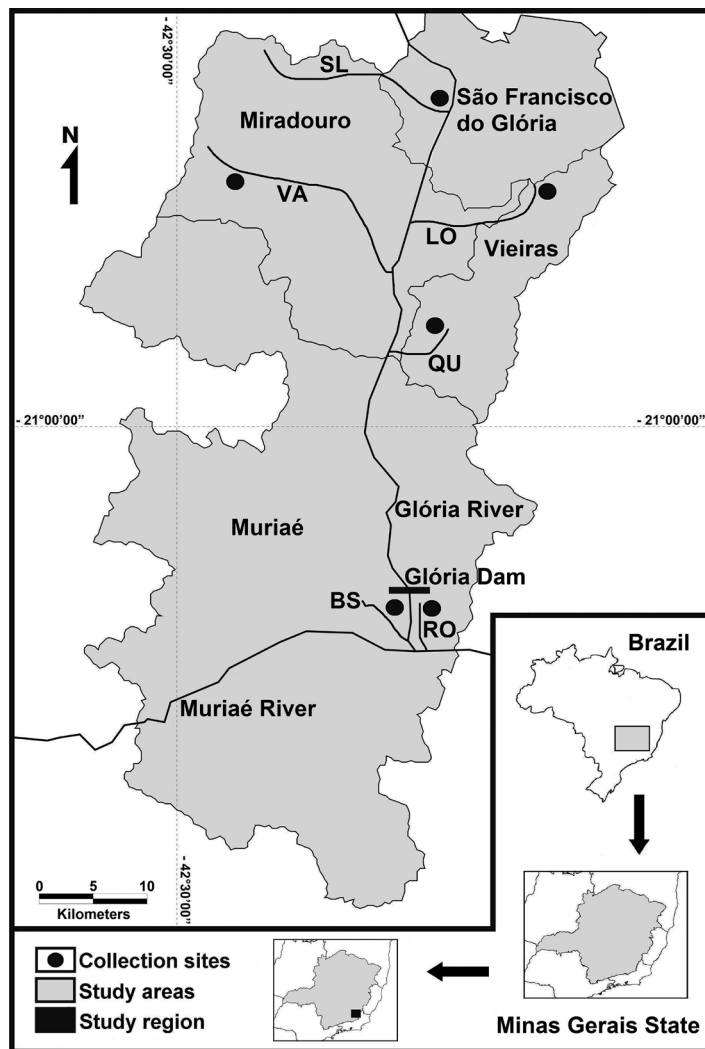 - 42°30'00''
SL
São Francisco
do Glória
Miradouro
N
VA
LO
Vieiras
QU
- 21°00'00''
- 21°00'00''
Glória River
Muriaé
Glória Dam
BS
RO
Brazil
Muriaé River
- 42°30'00''
0 5 10
Kilometers
Collection sites
Study areas
Study region
Minas Gerais State